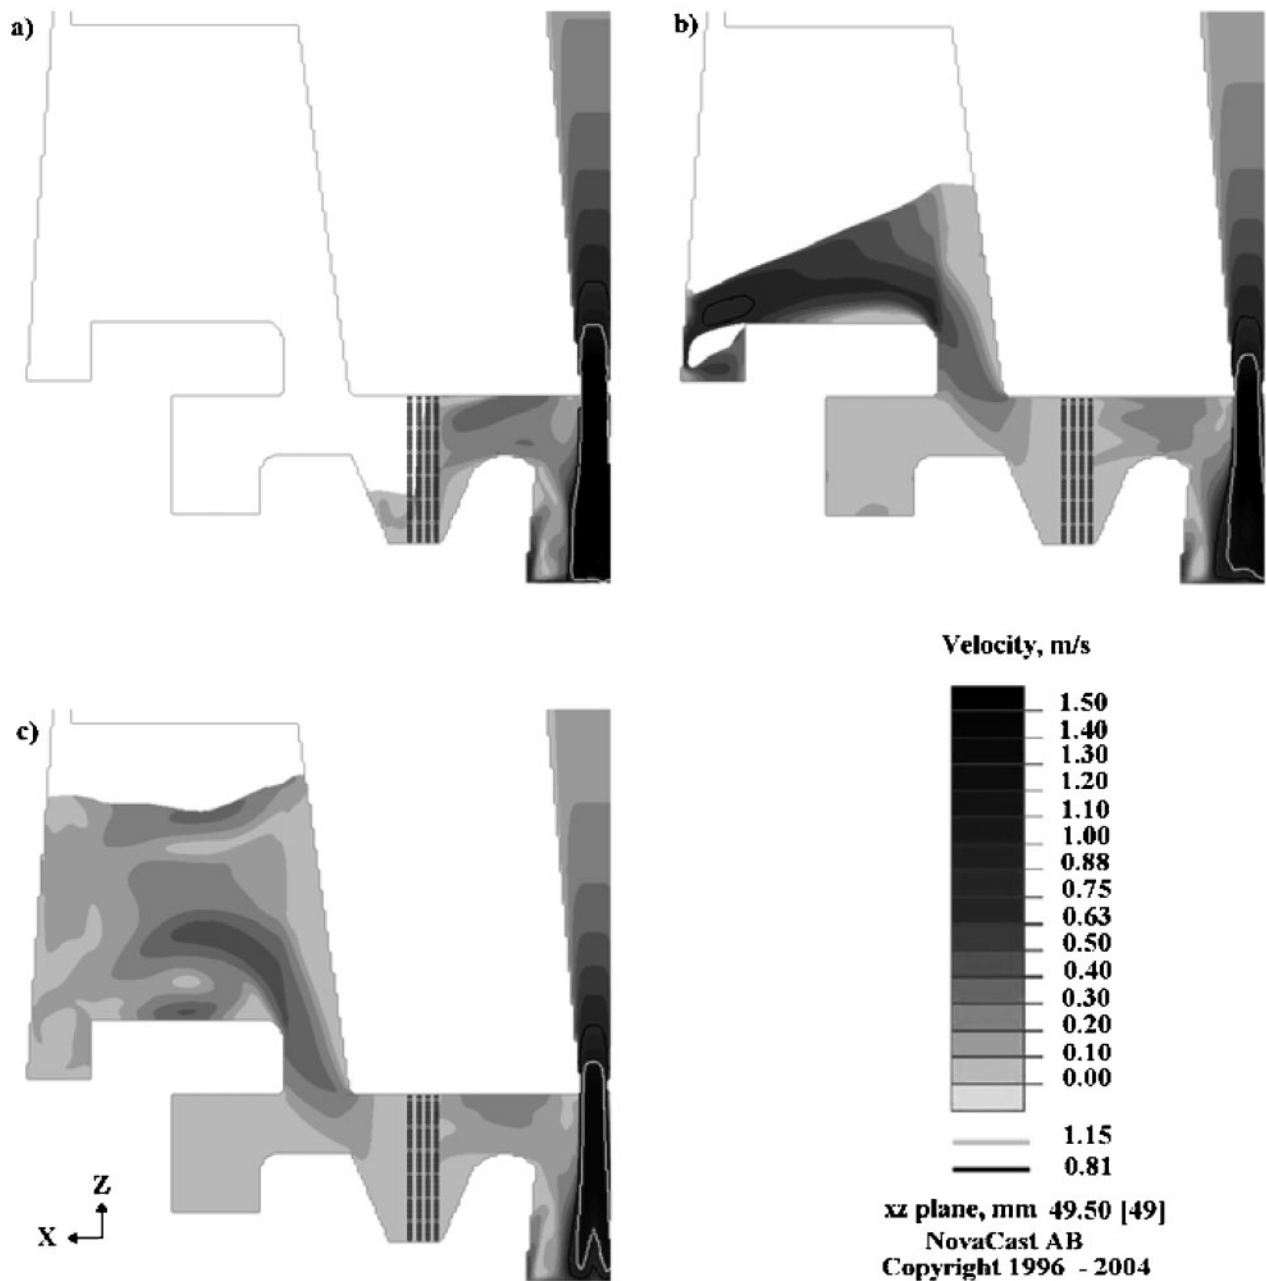 a)
b)
c)
Z
X
Velocity, m/s
1.50
1.40
1.30
1.20
1.10
1.00
0.88
0.75
0.63
0.50
0.40
0.30
0.20
0.10
0.00
1.15
0.81
xz plane, mm 49.50 [49]
NovaCast AB
Copyright 1996 - 2004